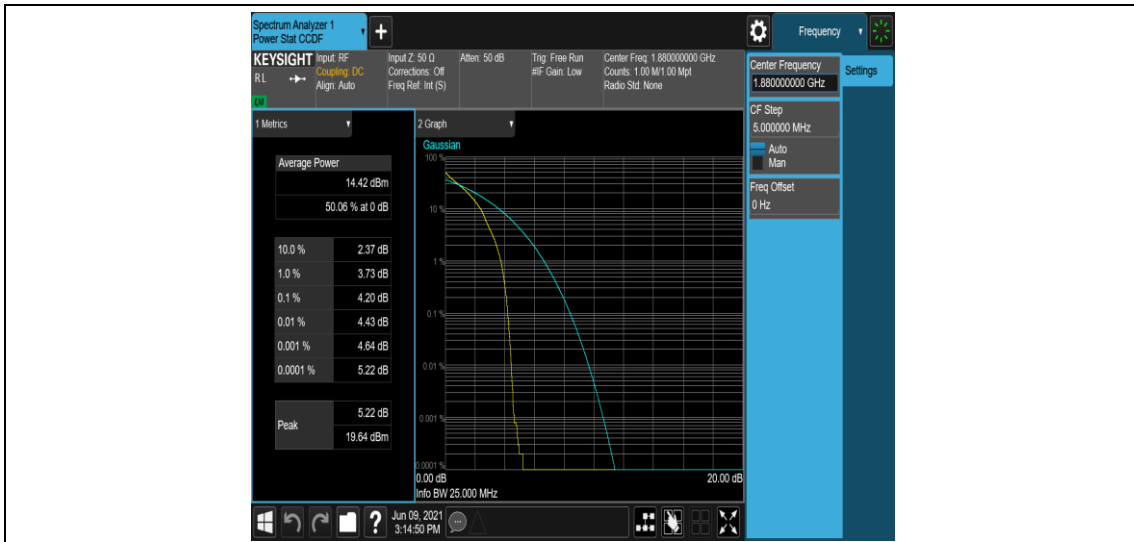 Spectrum Analyzer 1
Power Stat CCDF
+
Frequency
KEYSIGHT
RL
LXI
Input: RF
Coupling: DC
Align: Auto
Input Z: 50 Ω
Corrections: Off
Freq Ref: Int (S)
Atten: 50 dB
Trig: Free Run
#IF Gain: Low
Center Freq: 1.880000000 GHz
Counts: 1.00 M/1.00 Mpt
Radio Std: None
Center Frequency
1.880000000 GHz
Settings
CF Step
5.000000 MHz
Auto
Man
Freq Offset
0 Hz
1 Metrics
Average Power
14.42 dBm
50.06 % at 0 dB
10.0 % 2.37 dB
1.0 % 3.73 dB
0.1 % 4.20 dB
0.01 % 4.43 dB
0.001 % 4.64 dB
0.0001 % 5.22 dB
Peak
5.22 dB
19.64 dBm
2 Graph
Gaussian
100 %
10 %
1 %
0.1 %
0.01 %
0.001 %
0.0001 %
0.00 dB 20.00 dB
Info BW 25.000 MHz
?
Jun 09, 2021
3:14:50 PM